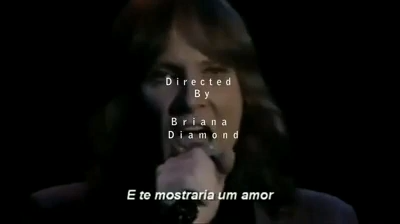 Directed
By
Briana
Diamond
E te mostraria um amor